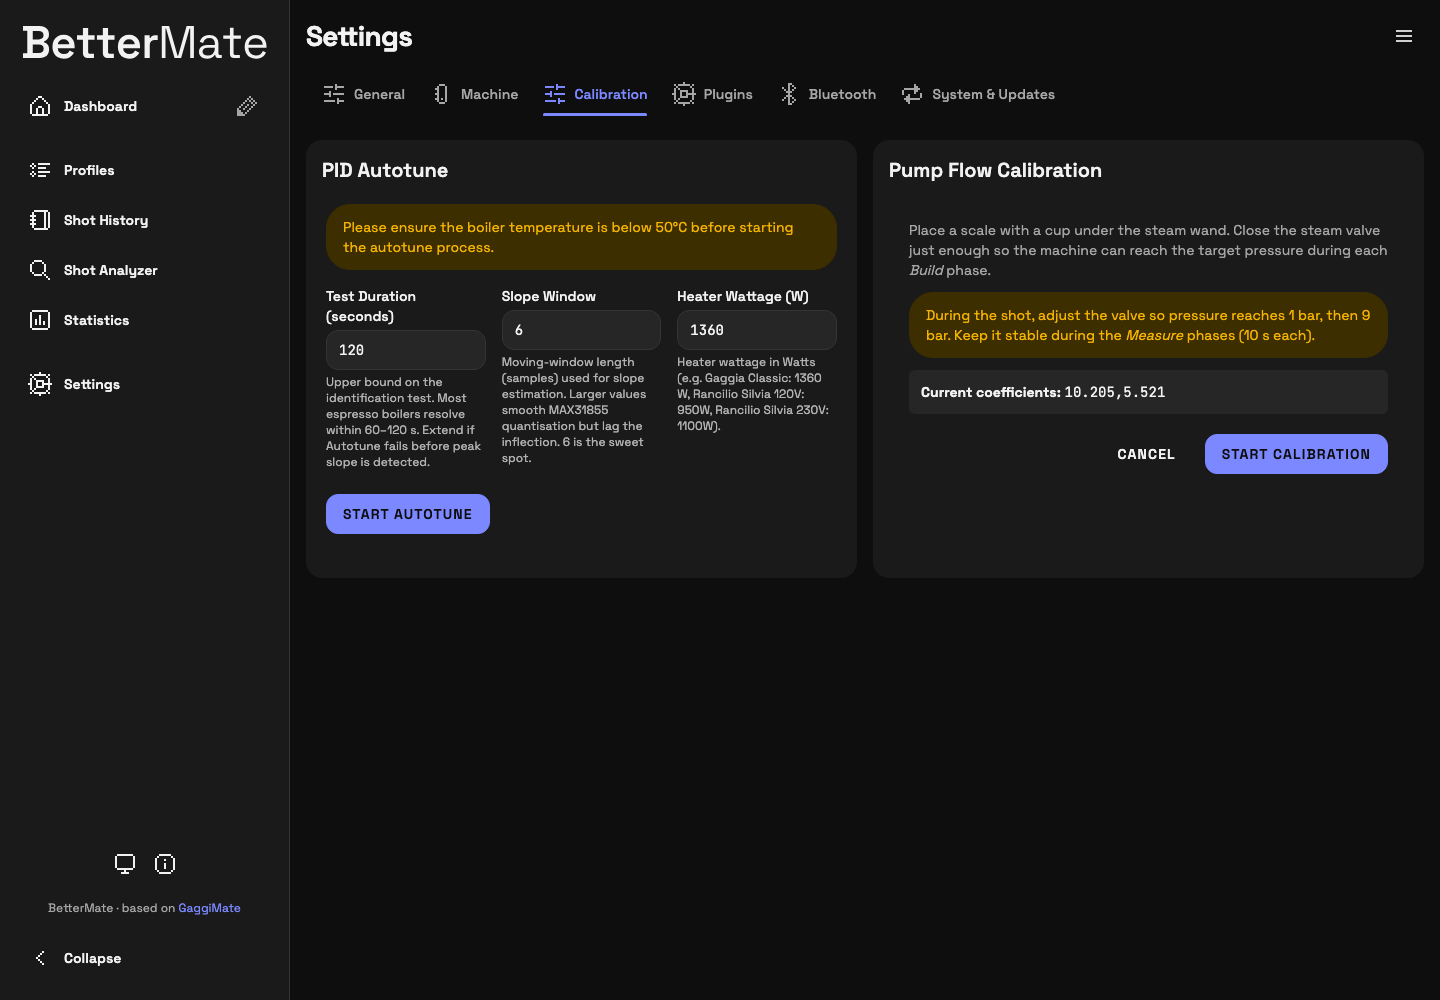 BetterMate
Dashboard
Profiles
Shot History
Shot Analyzer
Statistics
Settings
BetterMate · based on GaggiMate
Collapse
Settings
General
Machine
Calibration
Plugins
Bluetooth
System & Updates
PID Autotune
Please ensure the boiler temperature is below 50°C before starting
the autotune process.
Test Duration
(seconds)
120
Upper bound on the
identification test. Most
espresso boilers resolve
within 60–120 s. Extend if
Autotune fails before peak
slope is detected.
Slope Window
6
Moving-window length
(samples) used for slope
estimation. Larger values
smooth MAX31855
quantisation but lag the
inflection. 6 is the sweet
spot.
Heater Wattage (W)
1360
Heater wattage in Watts
(e.g. Gaggia Classic: 1360
W, Rancilio Silvia 120V:
950W, Rancilio Silvia 230V:
1100W).
START AUTOTUNE
Pump Flow Calibration
Place a scale with a cup under the steam wand. Close the steam valve
just enough so the machine can reach the target pressure during each
Build phase.
During the shot, adjust the valve so pressure reaches 1 bar, then 9
bar. Keep it stable during the Measure phases (10 s each).
Current coefficients: 10.205,5.521
CANCEL
START CALIBRATION